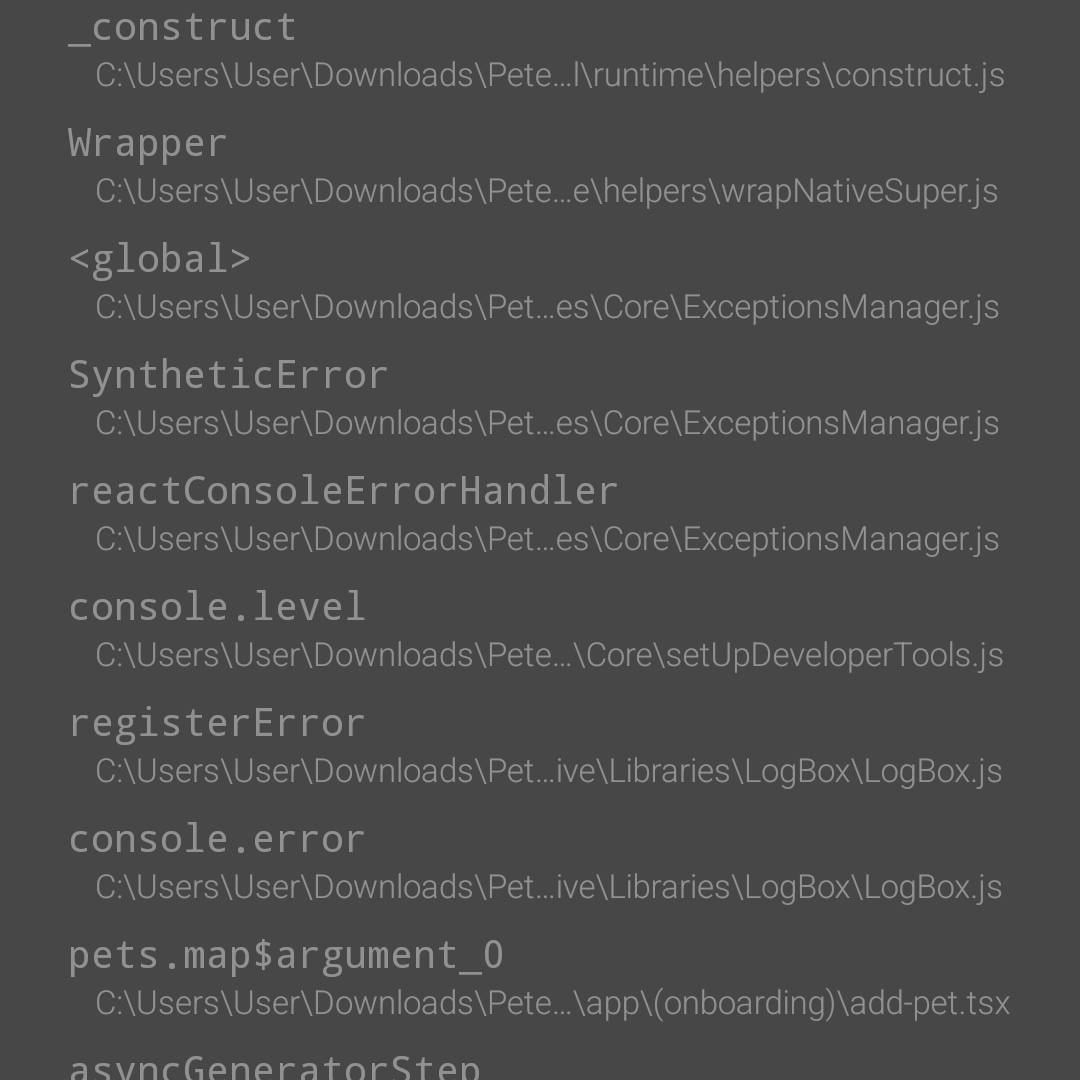 _construct
C:\Users\User\Downloads\Pete...l\runtime\helpers\construct.js
Wrapper
C:\Users\User\Downloads\Pete...e\helpers\wrapNativeSuper.js
<global>
C:\Users\User\Downloads\Pet...es\Core\ExceptionsManager.js
SyntheticError
C:\Users\User\Downloads\Pet...es\Core\ExceptionsManager.js
reactConsoleErrorHandler
C:\Users\User\Downloads\Pet...es\Core\ExceptionsManager.js
console.level
C:\Users\User\Downloads\Pete...\Core\setUpDeveloperTools.js
registerError
C:\Users\User\Downloads\Pet...ive\Libraries\LogBox\LogBox.js
console.error
C:\Users\User\Downloads\Pet...ive\Libraries\LogBox\LogBox.js
pets.map$argument_0
C:\Users\User\Downloads\Pete...\app\(onboarding)\add-pet.tsx
asyncGeneratorStep